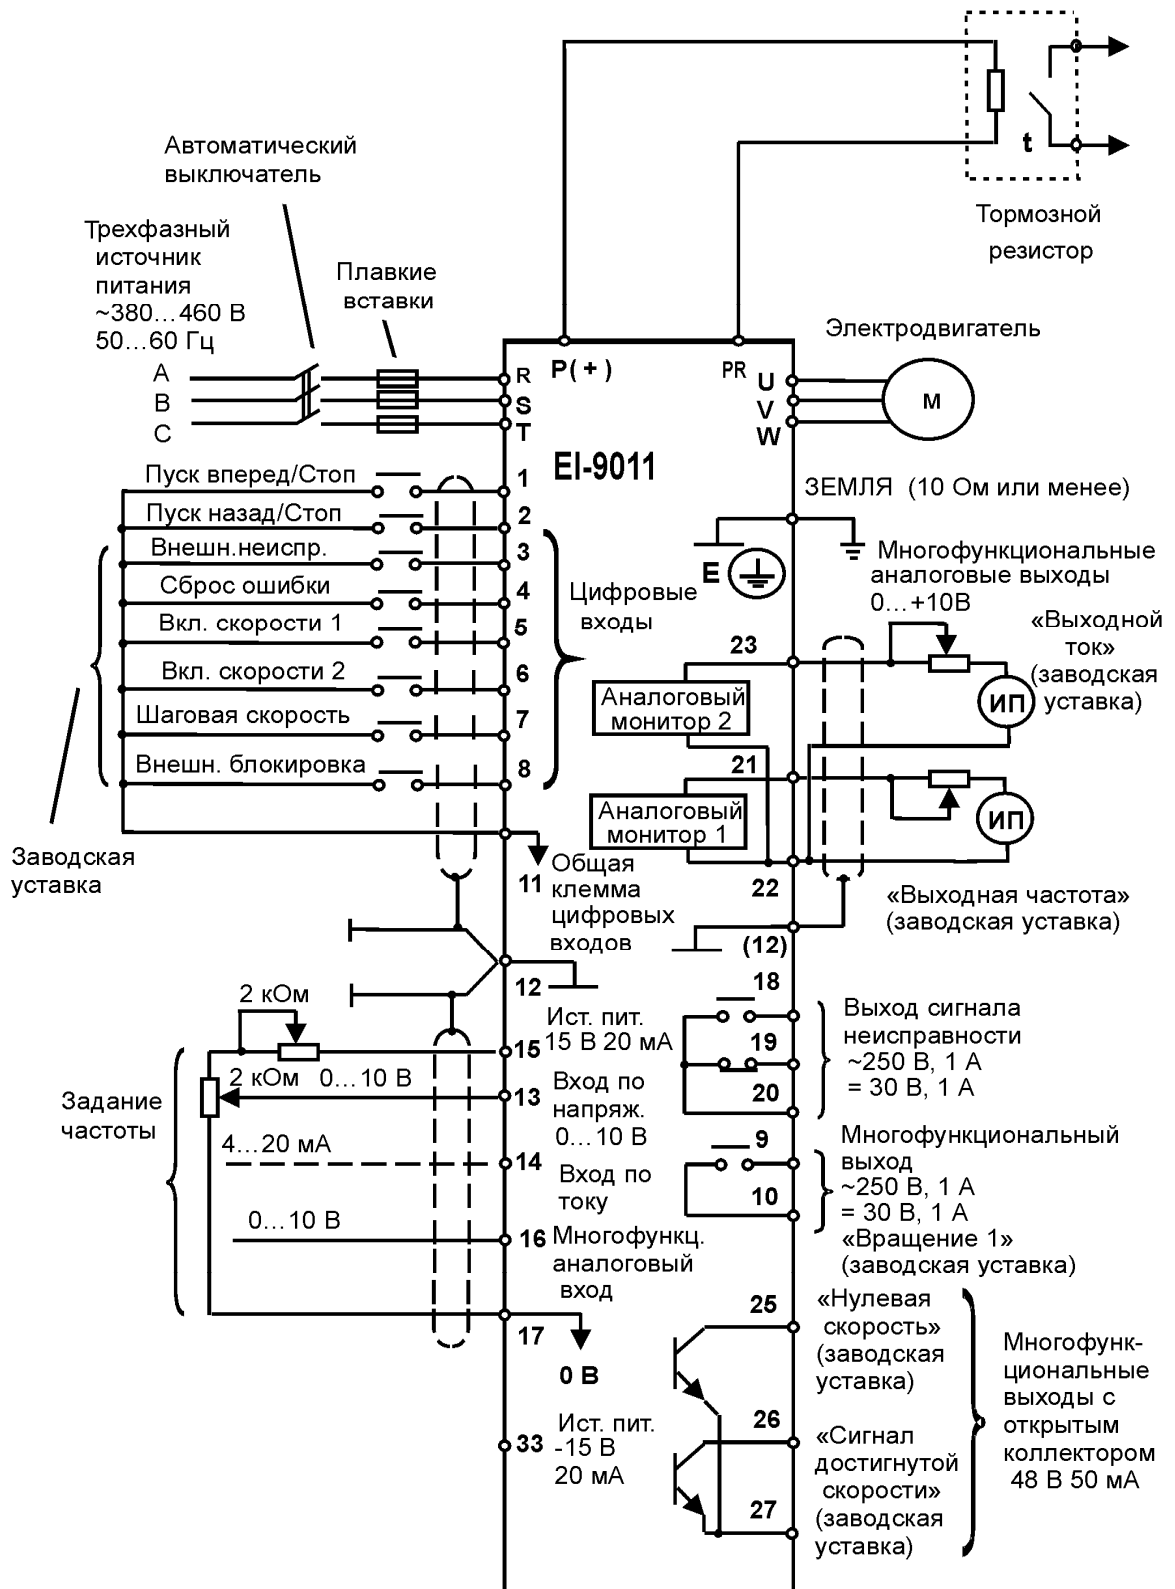 t
Тормозной
резистор
Автоматический
выключатель
Трехфазный
источник
питания
~380...460 В
50...60 Гц
Плавкие
вставки
A
B
C
R
S
T
P(+)
PR
U
V
W
Электродвигатель
М
EI-9011
Пуск вперед/Стоп
1
Пуск назад/Стоп
2
Внешн.неиспр.
3
Сброс ошибки
4
Вкл. скорости 1
5
Вкл. скорости 2
6
Шаговая скорость
7
Внешн. блокировка
8
Цифровые
входы
Заводская
уставка
11
Общая
клемма
цифровых
входов
12
ЗЕМЛЯ (10 Ом или менее)
E
Многофункциональные
аналоговые выходы
0...+10В
«Выходной
ток»
(заводская
уставка)
23
Аналоговый
монитор 2
ИП
21
Аналоговый
монитор 1
ИП
22
«Выходная частота»
(заводская уставка)
(12)
2 кОм
15
Ист. пит.
15 В 20 мА
2 кОм
0...10 В
13
Вход по
напряж.
0...10 В
Задание
частоты
4...20 мА
14
Вход по
току
0...10 В
16
Многофункц.
аналоговый
вход
17
0 В
33
Ист. пит.
-15 В
20 мА
18
19
20
Выход сигнала
неисправности
~250 В, 1 А
= 30 В, 1 А
9
10
Многофункциональный
выход
~250 В, 1 А
= 30 В, 1 А
«Вращение 1»
(заводская уставка)
25
«Нулевая
скорость»
(заводская
уставка)
26
«Сигнал
достигнутой
скорости»
(заводская
уставка)
27
Многофунк-
циональные
выходы с
открытым
коллектором
48 В 50 мА